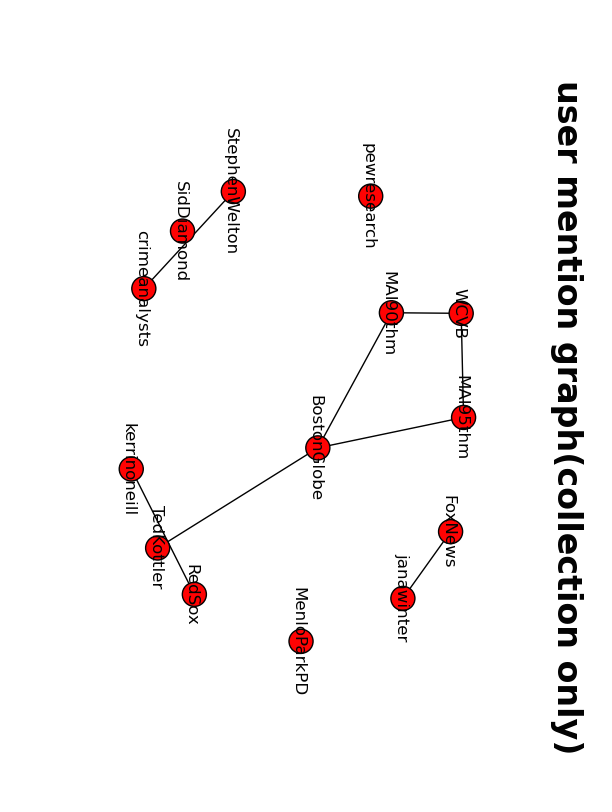 user mention graph(collection only)
WCVB
MAI95thm
FoxNews
janawinter
MAI90thm
pewresearch
BostonGlobe
MenloParkPD
StephenWelton
RedSox
SidDiamond
TedKottler
crimeanalysts
kerrinoneill